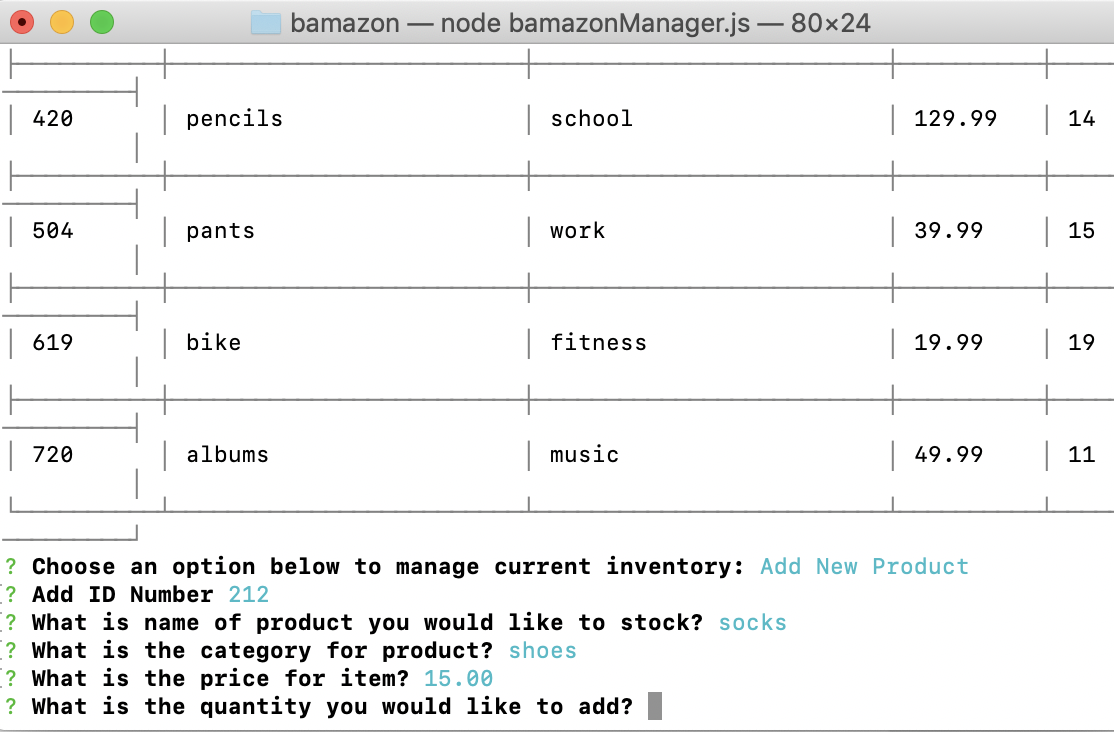 bamazon — node bamazonManager.js — 80×24
420 pencils school 129.99 14
504 pants work 39.99 15
619 bike fitness 19.99 19
720 albums music 49.99 11
? Choose an option below to manage current inventory: Add New Product
? Add ID Number 212
? What is name of product you would like to stock? socks
? What is the category for product? shoes
? What is the price for item? 15.00
? What is the quantity you would like to add?